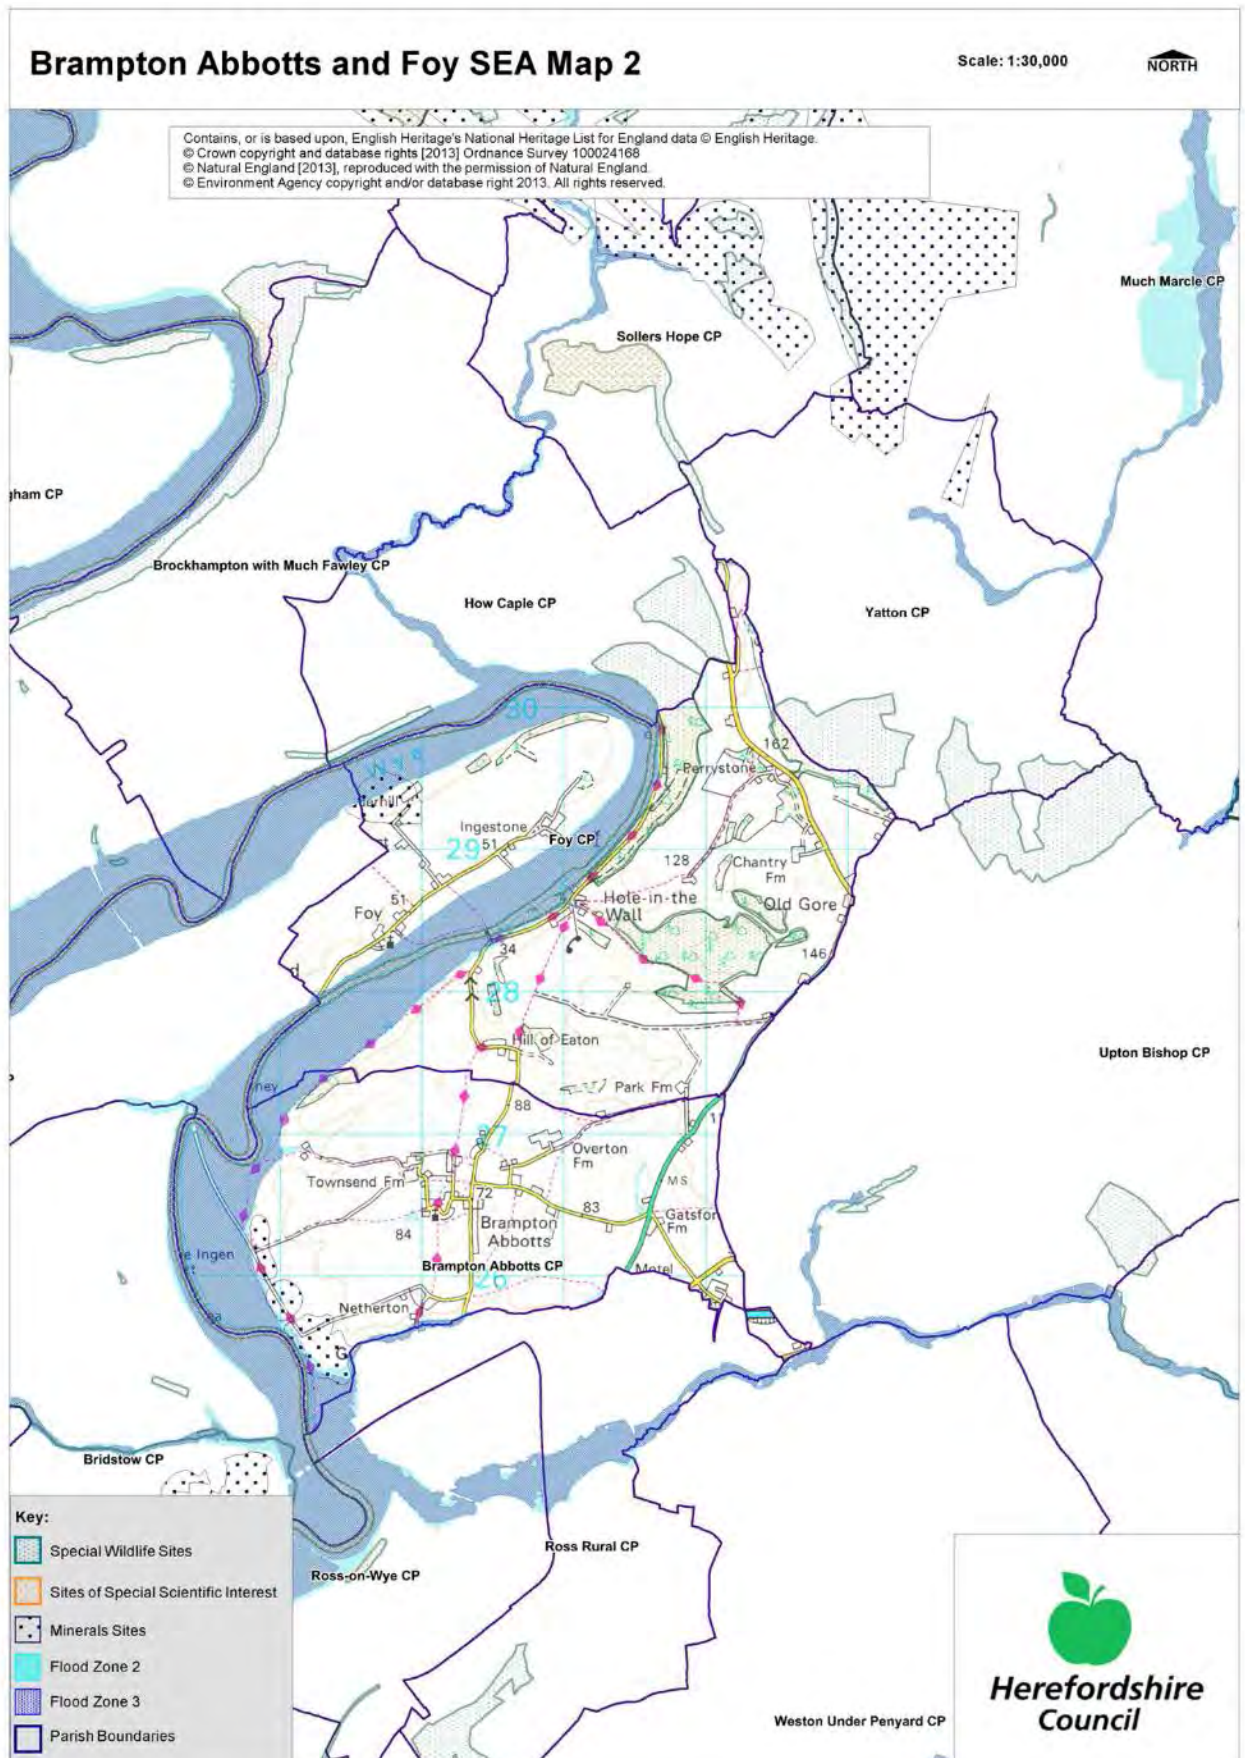 Brampton Abbotts and Foy SEA Map 2
Scale: 1:30,000
NORTH
Contains, or is based upon, English Heritage's National Heritage List for England data © English Heritage.
© Crown copyright and database rights [2013] Ordnance Survey 100024168
© Natural England [2013], reproduced with the permission of Natural England.
© Environment Agency copyright and/or database right 2013. All rights reserved.
Much Marcle CP
Sollers Hope CP
gham CP
Brockhampton with Much Fawley CP
How Caple CP
Yatton CP
30
162
Perrystone
Wye
erhill
Ingestone
Foy CP
29
51
128
Chantry
Fm
51
Hole-in-the
Wall
Old Gore
Foy
34
146
d
28
Hill of Eaton
Upton Bishop CP
ney
Park Fm
88
27
Overton
Fm
Townsend Fm
72
MS
83
Gatsfor
Fm
84
Brampton
Abbotts
e Ingen
Brampton Abbotts CP
Motel
26
Netherton
G
Bridstow CP
Ross Rural CP
Ross-on-Wye CP
Weston Under Penyard CP
Key:
Special Wildlife Sites
Sites of Special Scientific Interest
Minerals Sites
Flood Zone 2
Flood Zone 3
Parish Boundaries
Herefordshire
Council